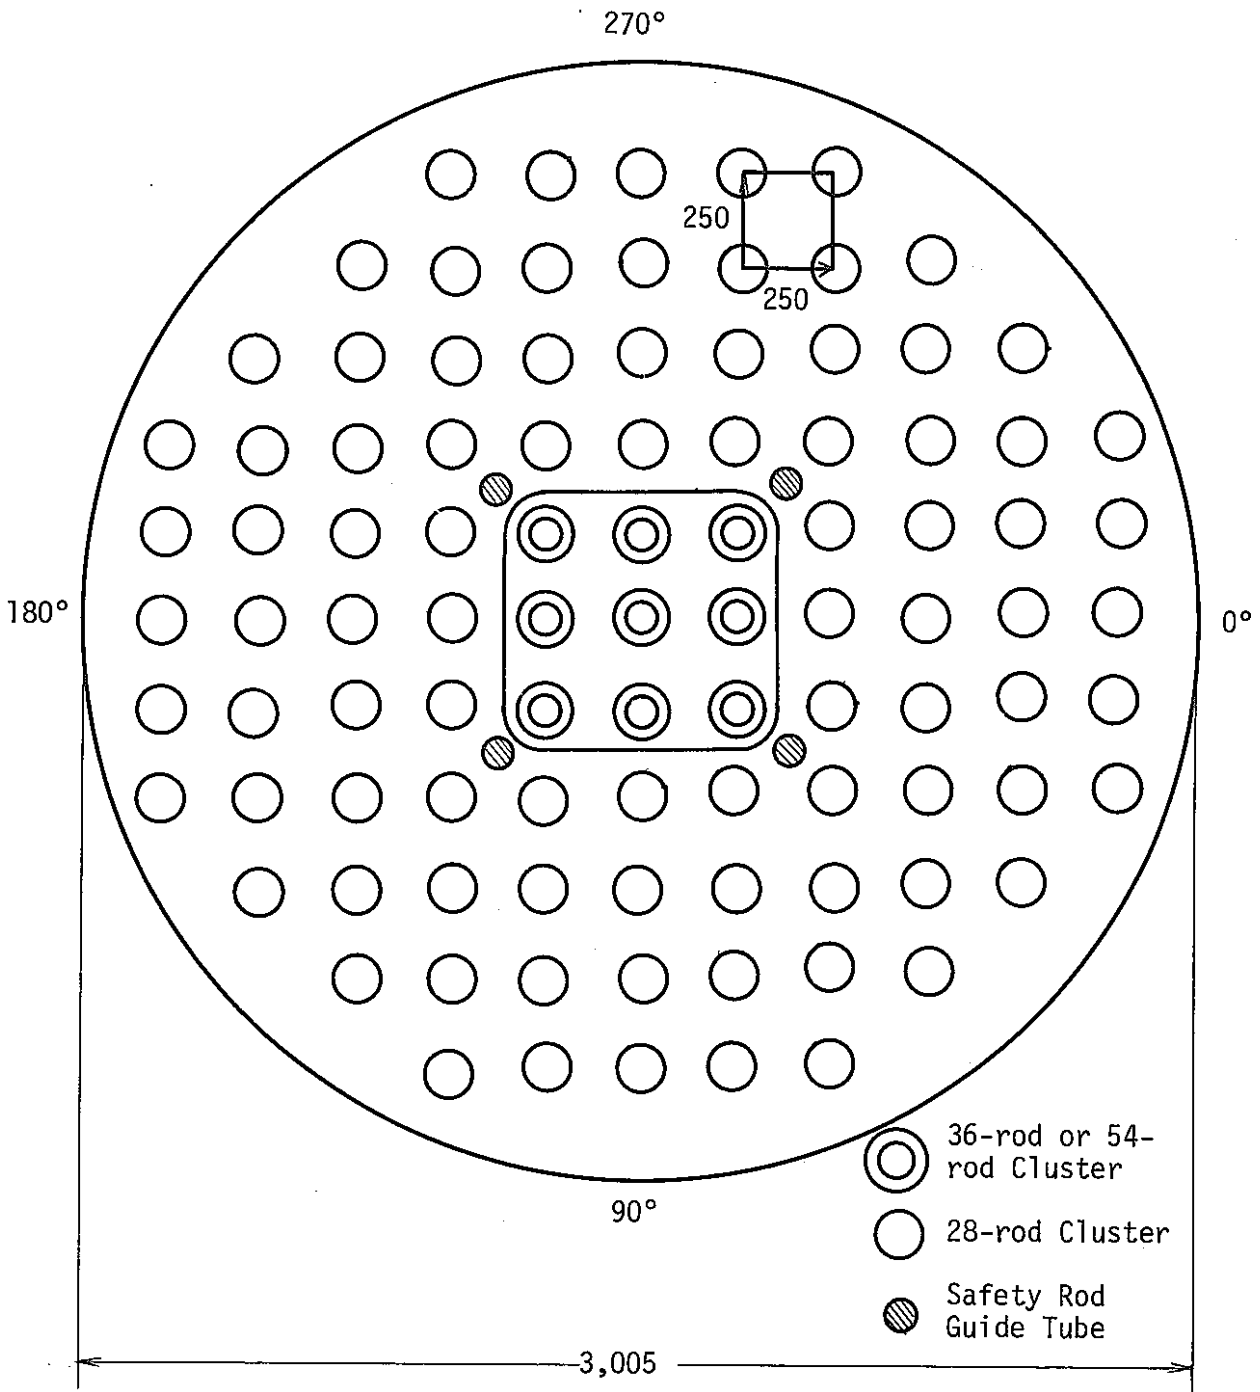 270°
250
250
180°
0°
90°
36-rod or 54-
rod Cluster
28-rod Cluster
Safety Rod
Guide Tube
3,005